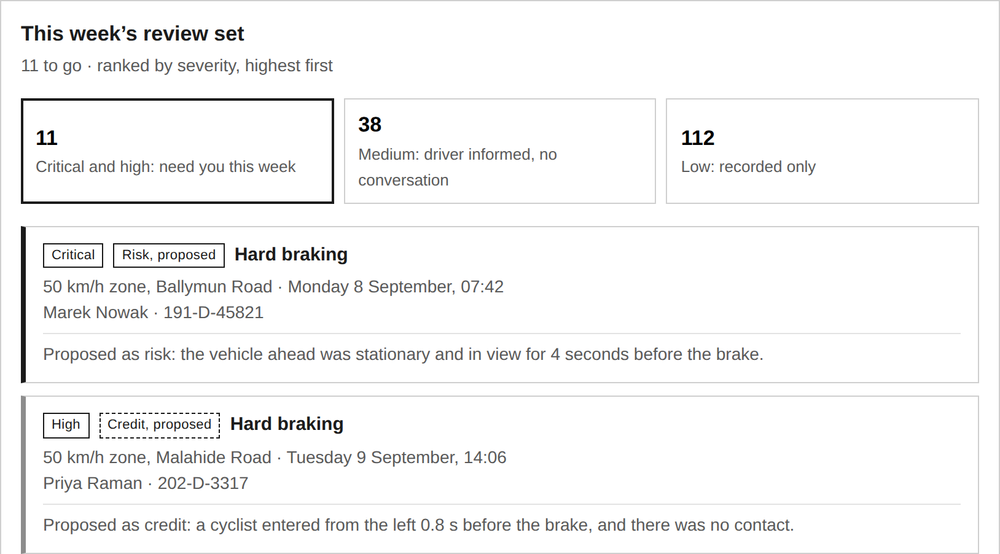 This week’s review set
11 to go · ranked by severity, highest first
11
Critical and high: need you this week
38
Medium: driver informed, no
conversation
112
Low: recorded only
Critical
Risk, proposed
Hard braking
50 km/h zone, Ballymun Road · Monday 8 September, 07:42
Marek Nowak · 191-D-45821
Proposed as risk: the vehicle ahead was stationary and in view for 4 seconds before the brake.
High
Credit, proposed
Hard braking
50 km/h zone, Malahide Road · Tuesday 9 September, 14:06
Priya Raman · 202-D-3317
Proposed as credit: a cyclist entered from the left 0.8 s before the brake, and there was no contact.